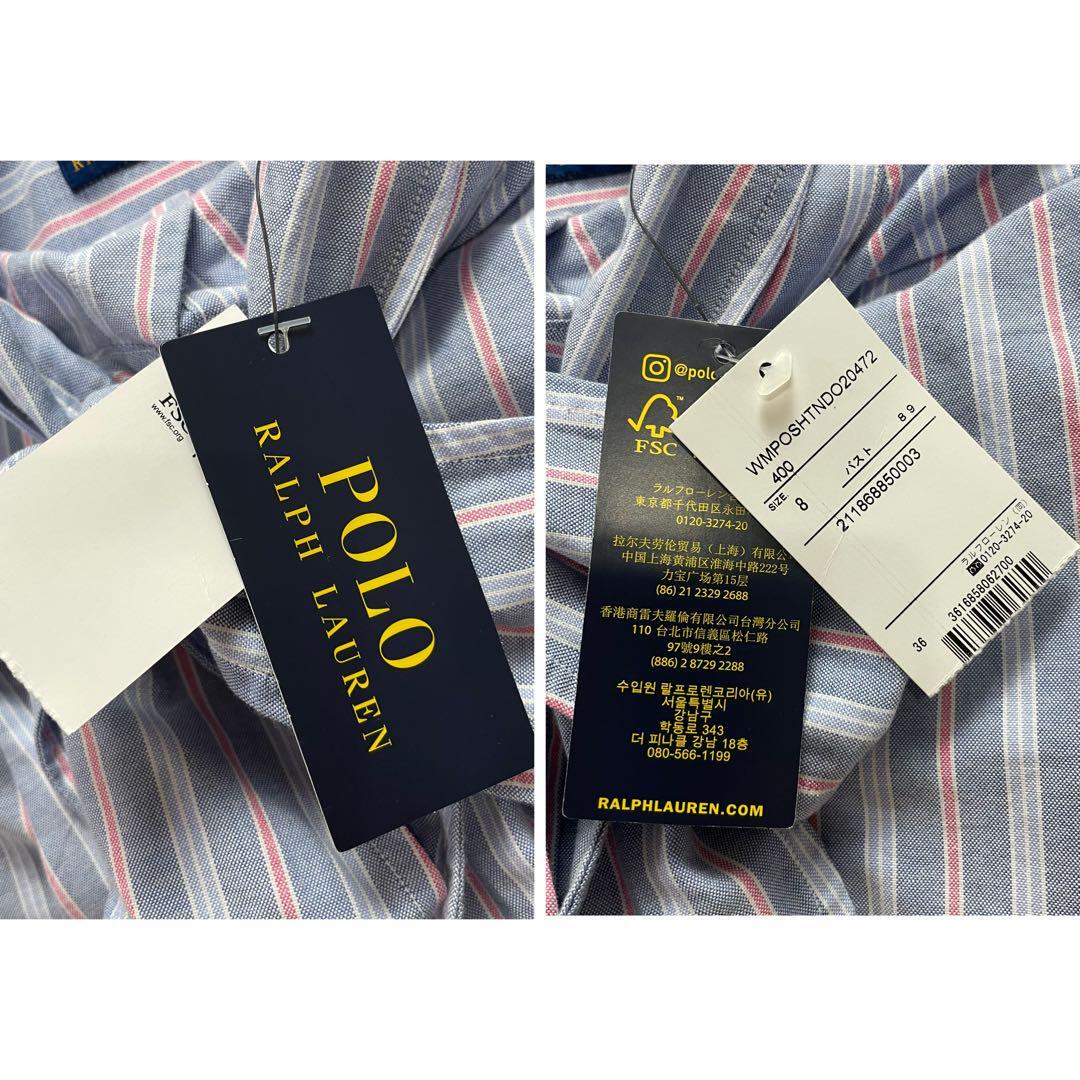 FSC
www.fsc.org
POLO
RALPH LAUREN
@polo
FSC
ラルフローレン
東京都千代田区永田
0120-3274-20
拉尔夫劳伦贸易（上海）有限公
中国上海黄浦区淮海中路222号
力宝广场第15层
(86) 21 2329 2688
香港商雷夫羅倫有限公司台灣分公司
110 台北市信義區松仁路
97號9樓之2
(886) 2 8729 2288
수입원 랄프로렌코리아(유)
서울특별시
강남구
학동로 343
더 피나클 강남 18층
080-566-1199
RALPHLAUREN.COM
WMPOSHTNDO20472
400
SIZE. バスト 89
8
211868850003
ラルフローレン（同）
0120-3274-20
36 3616858062700